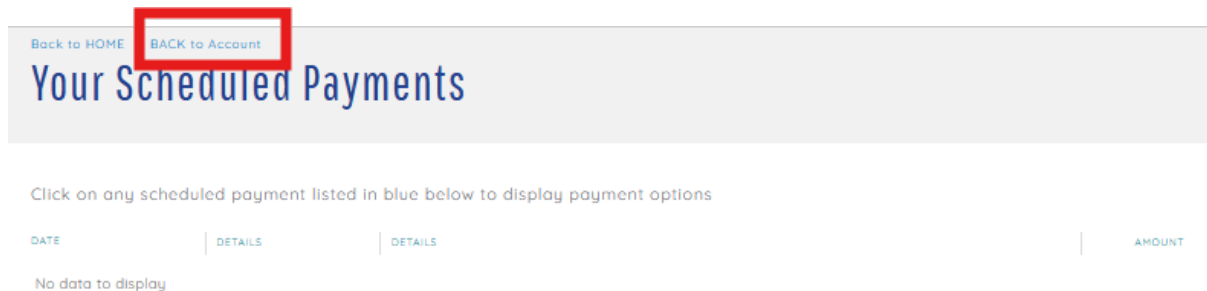 Back to HOME BACK to Account
Your Scheduled Payments
Click on any scheduled payment listed in blue below to display payment options
DATE DETAILS DETAILS AMOUNT
No data to display